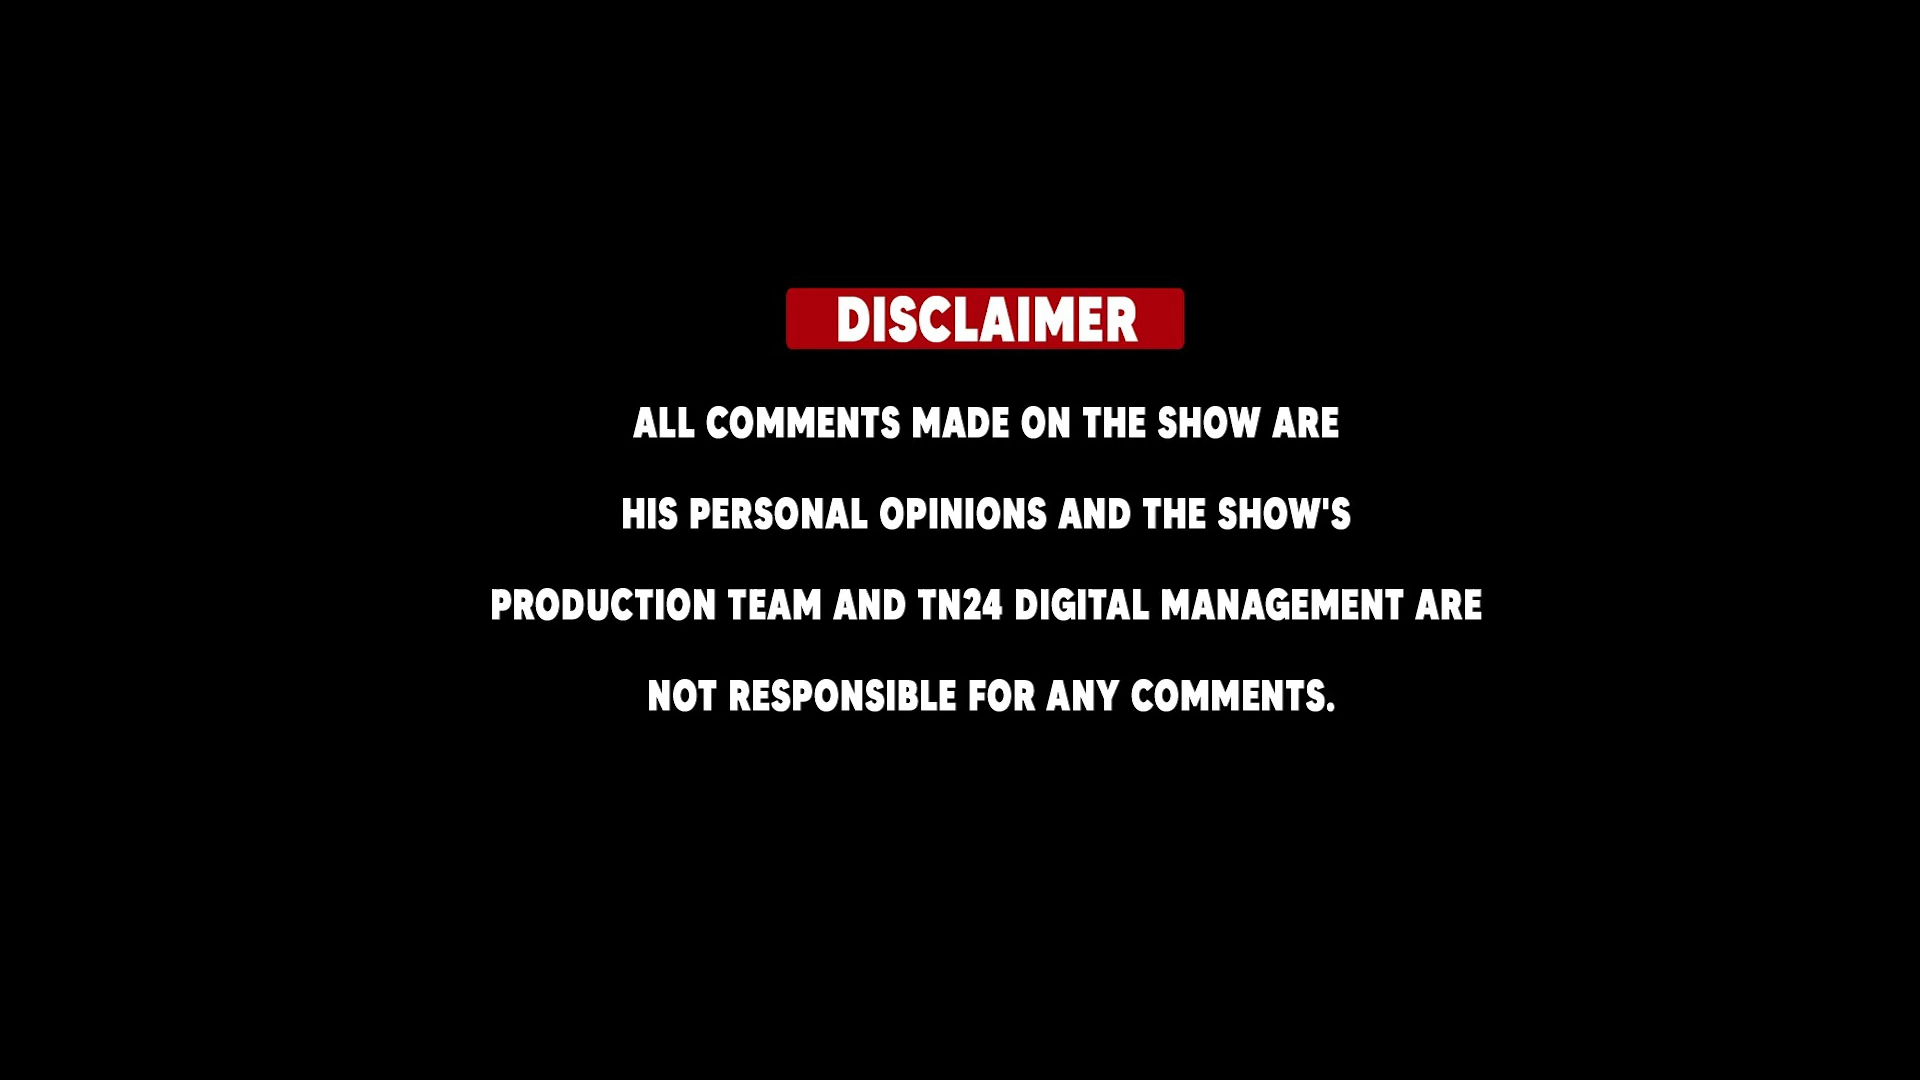 DISCLAIMER
ALL COMMENTS MADE ON THE SHOW ARE
HIS PERSONAL OPINIONS AND THE SHOW'S
PRODUCTION TEAM AND TN24 DIGITAL MANAGEMENT ARE
NOT RESPONSIBLE FOR ANY COMMENTS.